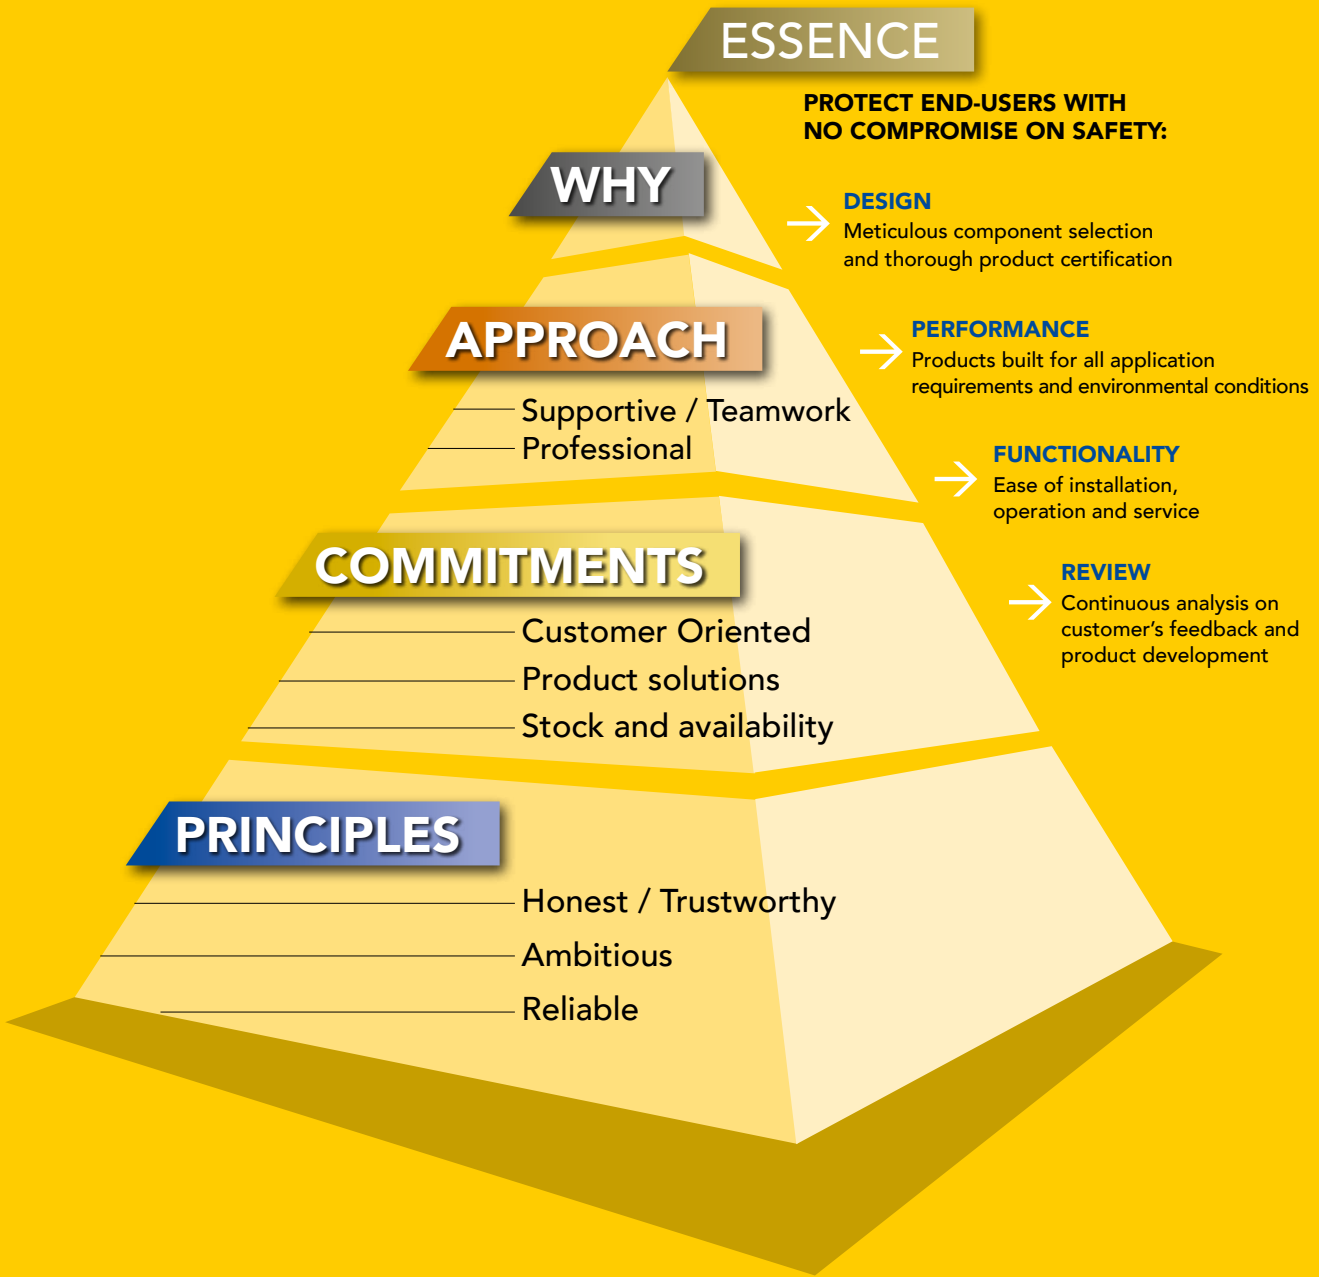 ESSENCE
PROTECT END-USERS WITH
NO COMPROMISE ON SAFETY:
WHY
DESIGN
Meticulous component selection
and thorough product certification
APPROACH
Supportive / Teamwork
Professional
PERFORMANCE
Products built for all application
requirements and environmental conditions
FUNCTIONALITY
Ease of installation,
operation and service
COMMITMENTS
Customer Oriented
Product solutions
Stock and availability
REVIEW
Continuous analysis on
customer’s feedback and
product development
PRINCIPLES
Honest / Trustworthy
Ambitious
Reliable